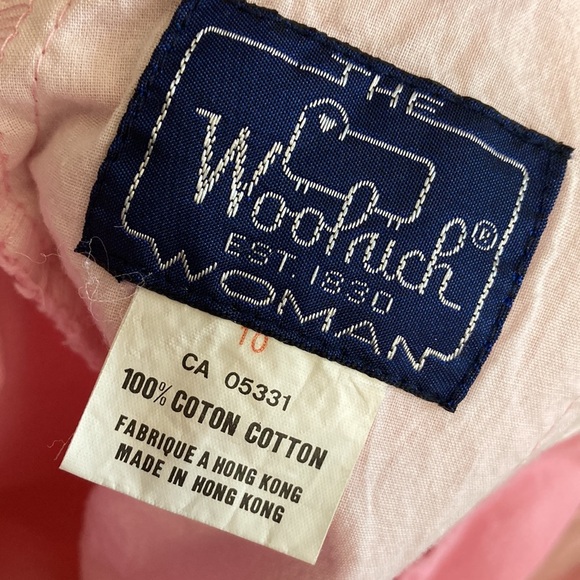 THE
Woolrich®
EST. 1830
WOMAN
10
CA 05331
100% COTON COTTON
FABRIQUE A HONG KONG
MADE IN HONG KONG